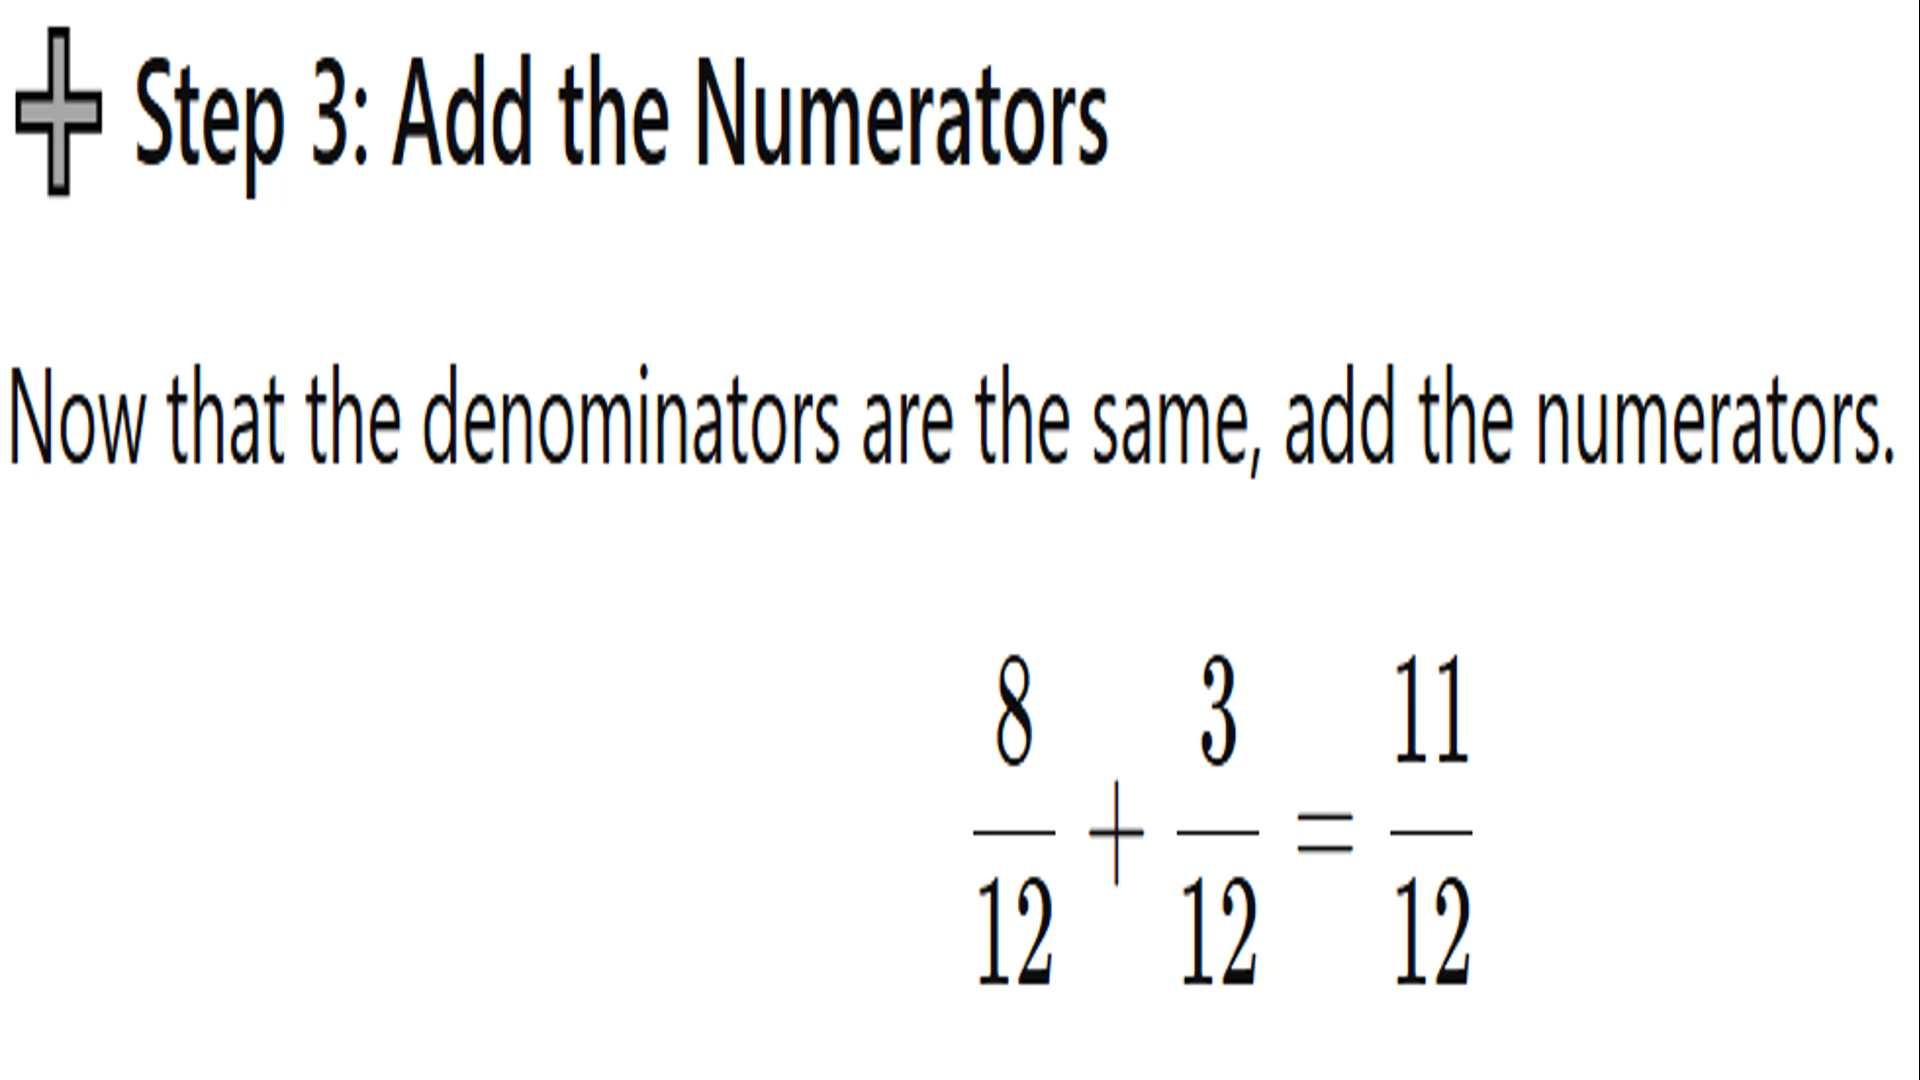 ➕ Step 3: Add the Numerators
Now that the denominators are the same, add the numerators.
8/12 + 3/12 = 11/12